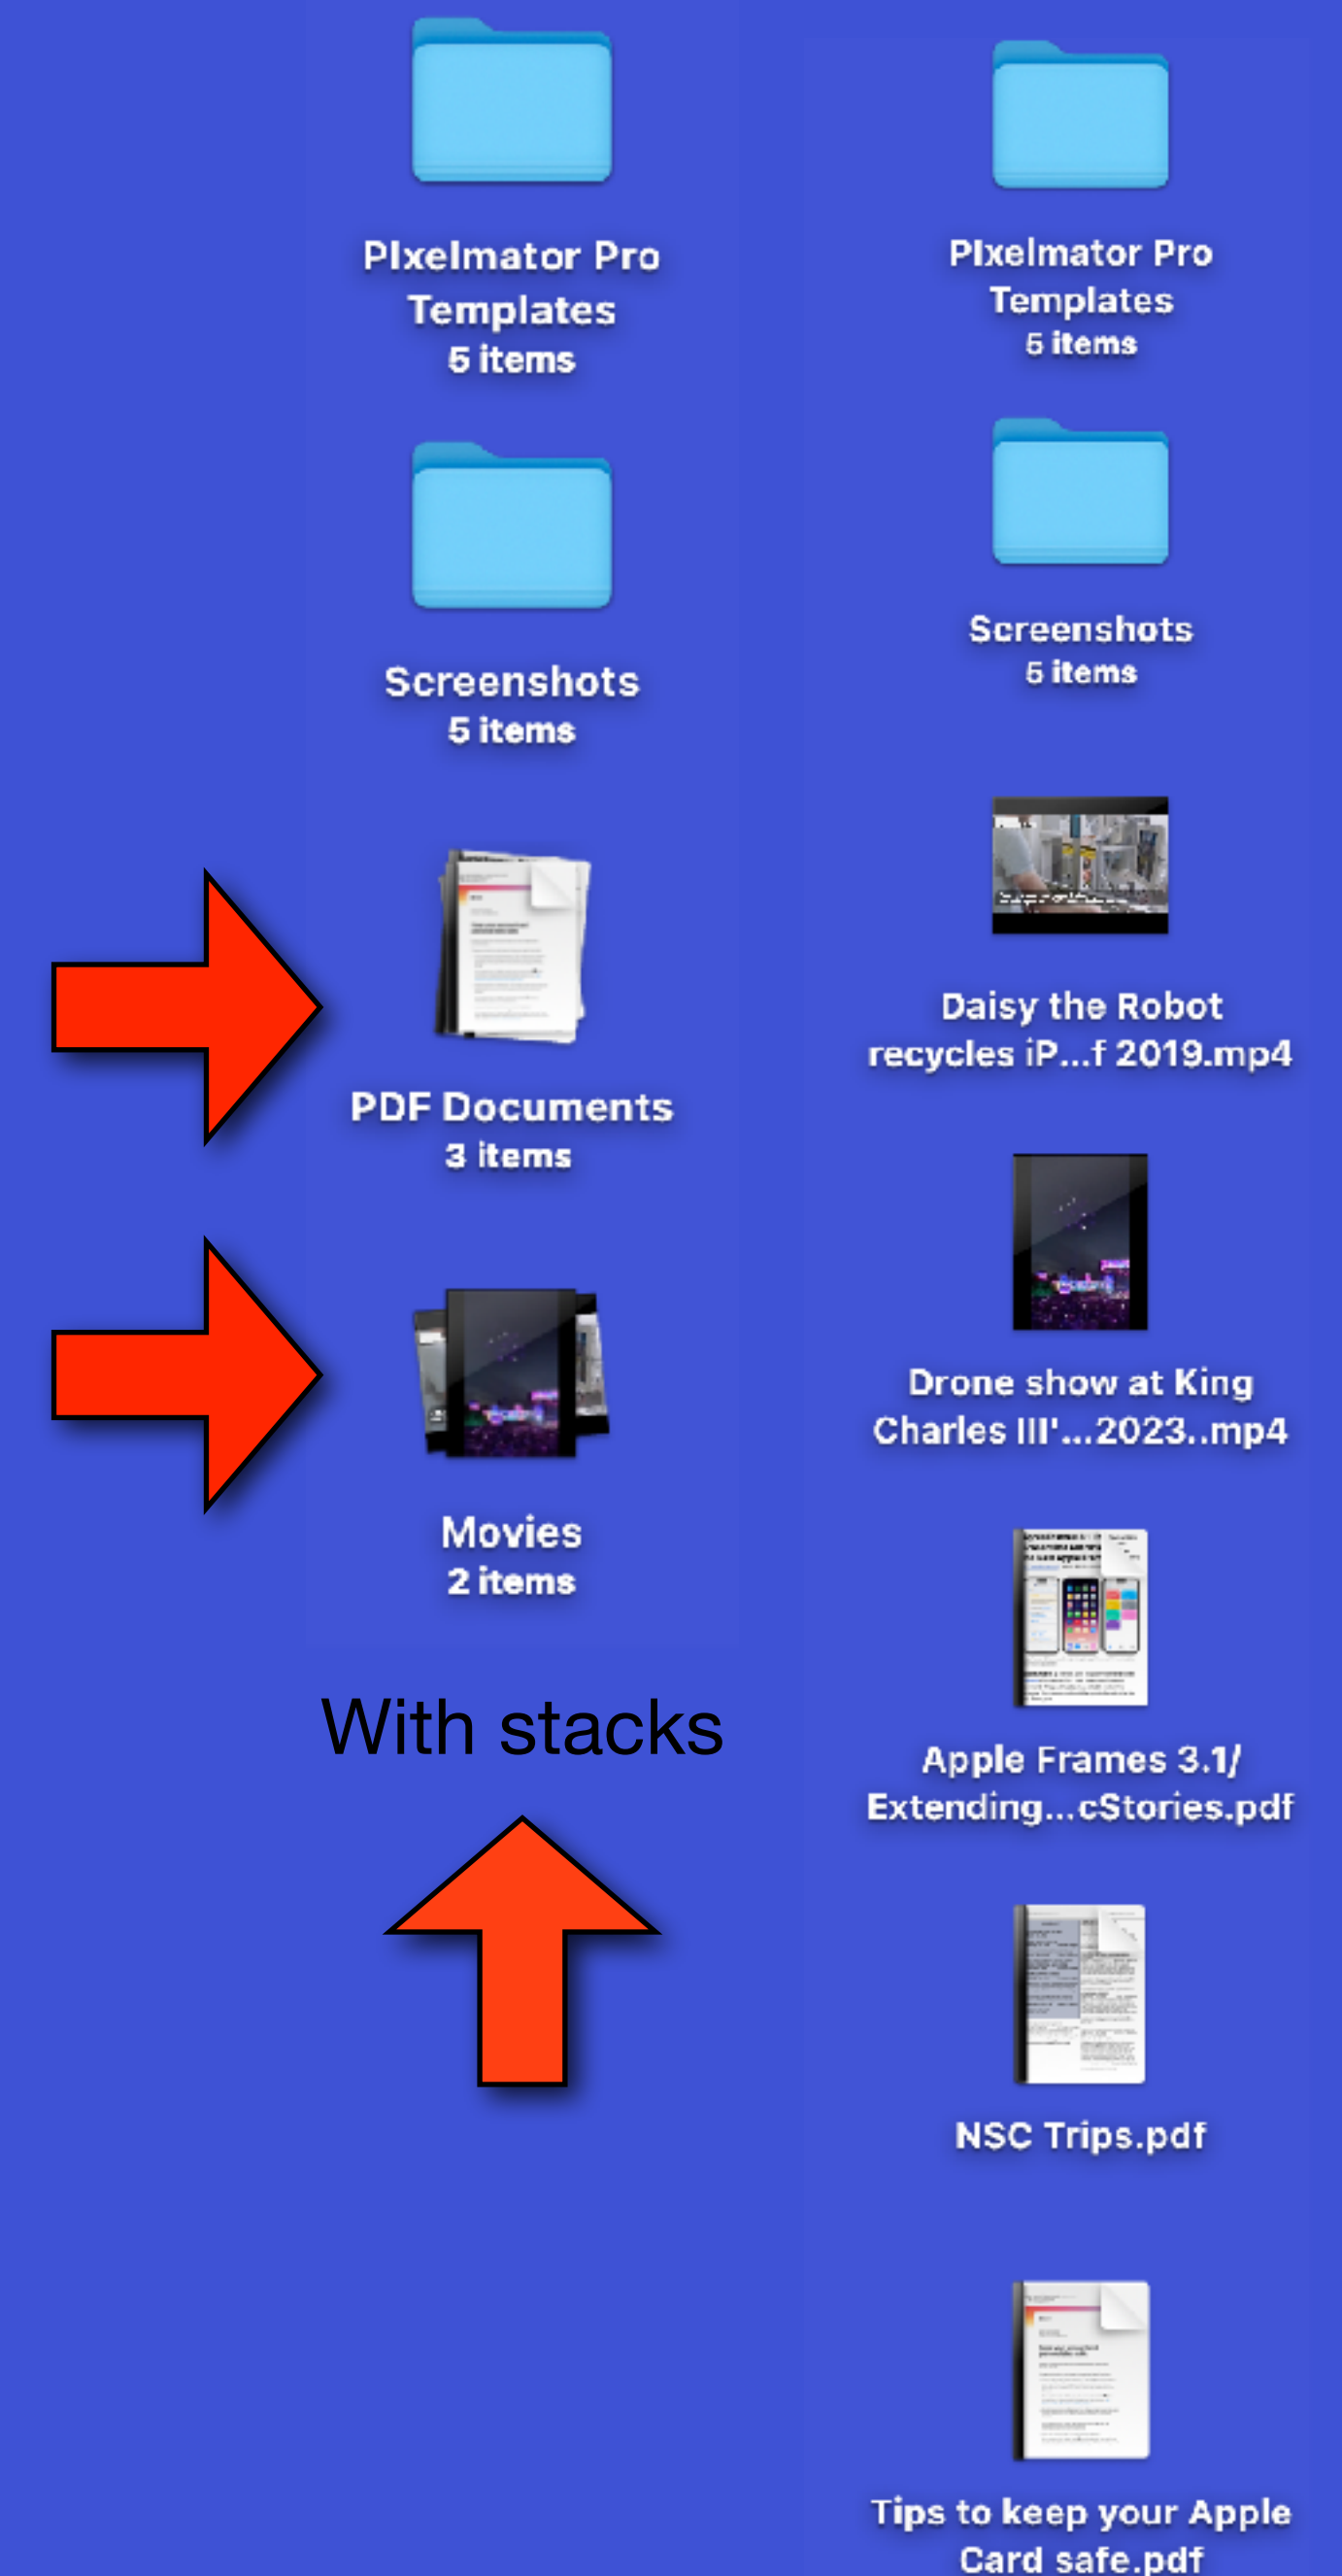 PIxelmator Pro
Templates
5 items
Screenshots
5 items
PDF Documents
3 items
Movies
2 items
With stacks
PIxelmator Pro
Templates
5 items
Screenshots
5 items
Daisy the Robot
recycles iP...f 2019.mp4
Drone show at King
Charles III'...2023..mp4
Apple Frames 3.1/
Extending...cStories.pdf
NSC Trips.pdf
Tips to keep your Apple
Card safe.pdf